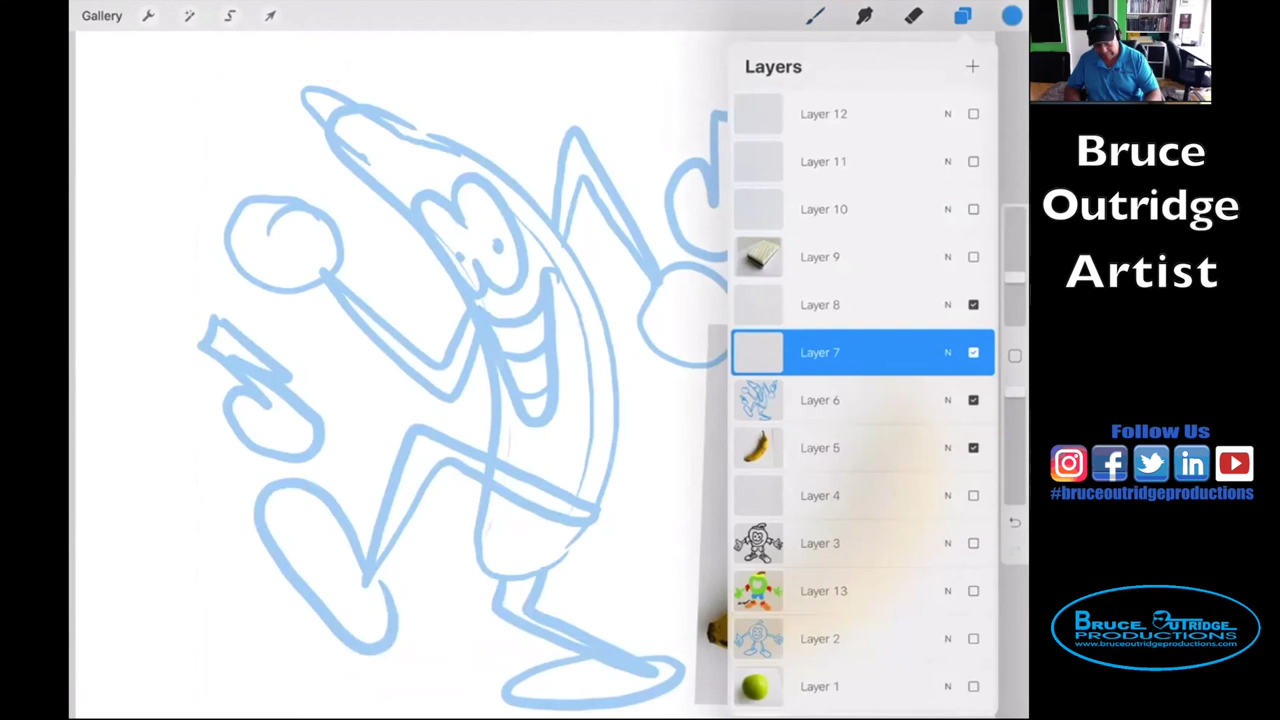 Gallery
Layers
Layer 12 N
Layer 11 N
Layer 10 N
Layer 9 N
Layer 8 N
Layer 7 N
Layer 6 N
Layer 5 N
Layer 4 N
Layer 3 N
Layer 13 N
Layer 2 N
Layer 1 N
Bruce
Outridge
Artist
Follow Us
#bruceoutridgeproductions
BRUCE OUTRIDGE
PRODUCTIONS
www.bruceoutridgeproductions.com